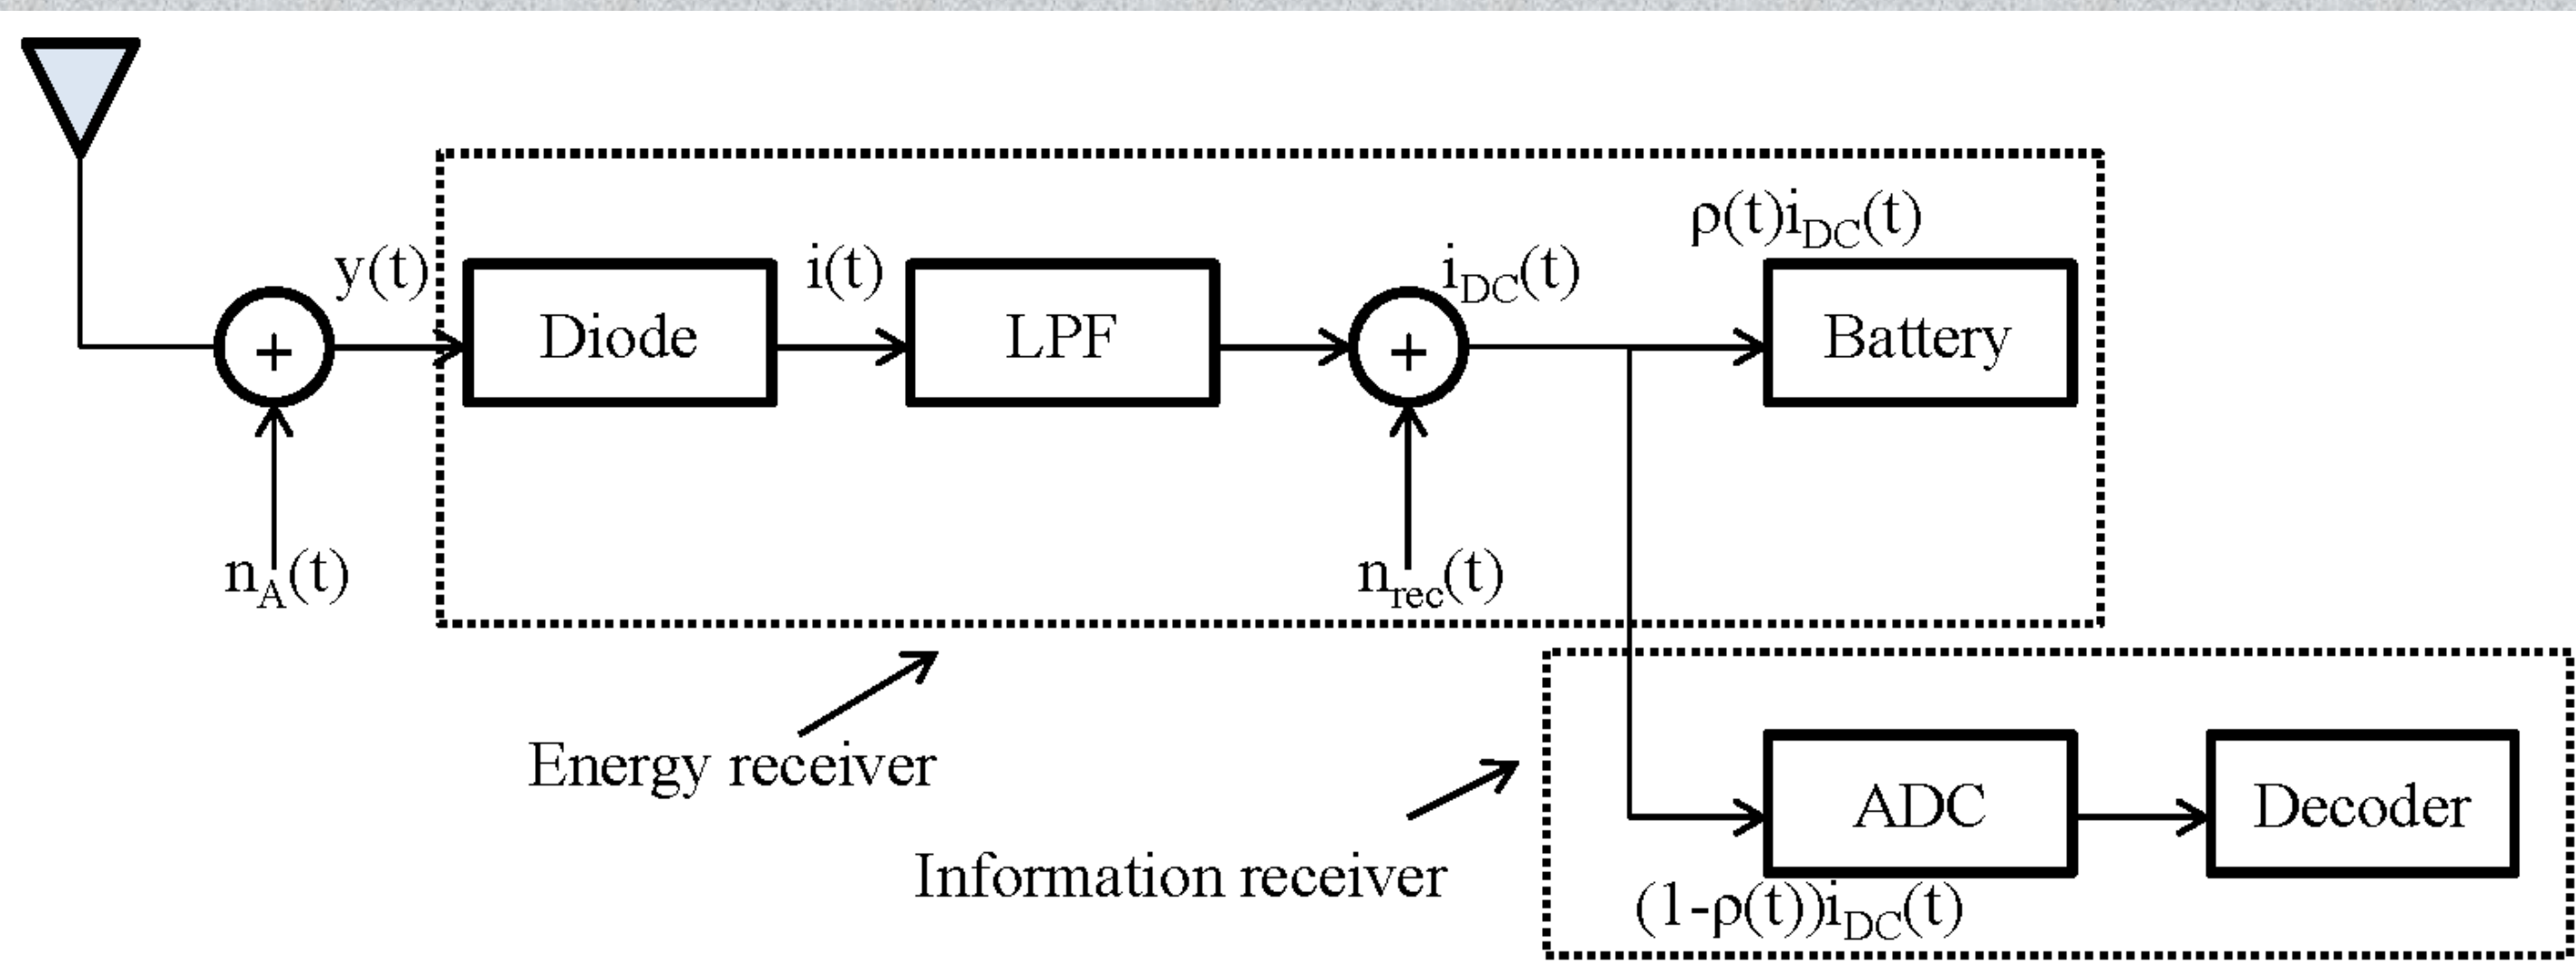 ρ(t)i_DC(t)
y(t)
i(t)
i_DC(t)
+
Diode
LPF
+
Battery
n_A(t)
n_rec(t)
Energy receiver
Information receiver
ADC
Decoder
(1-ρ(t))i_DC(t)